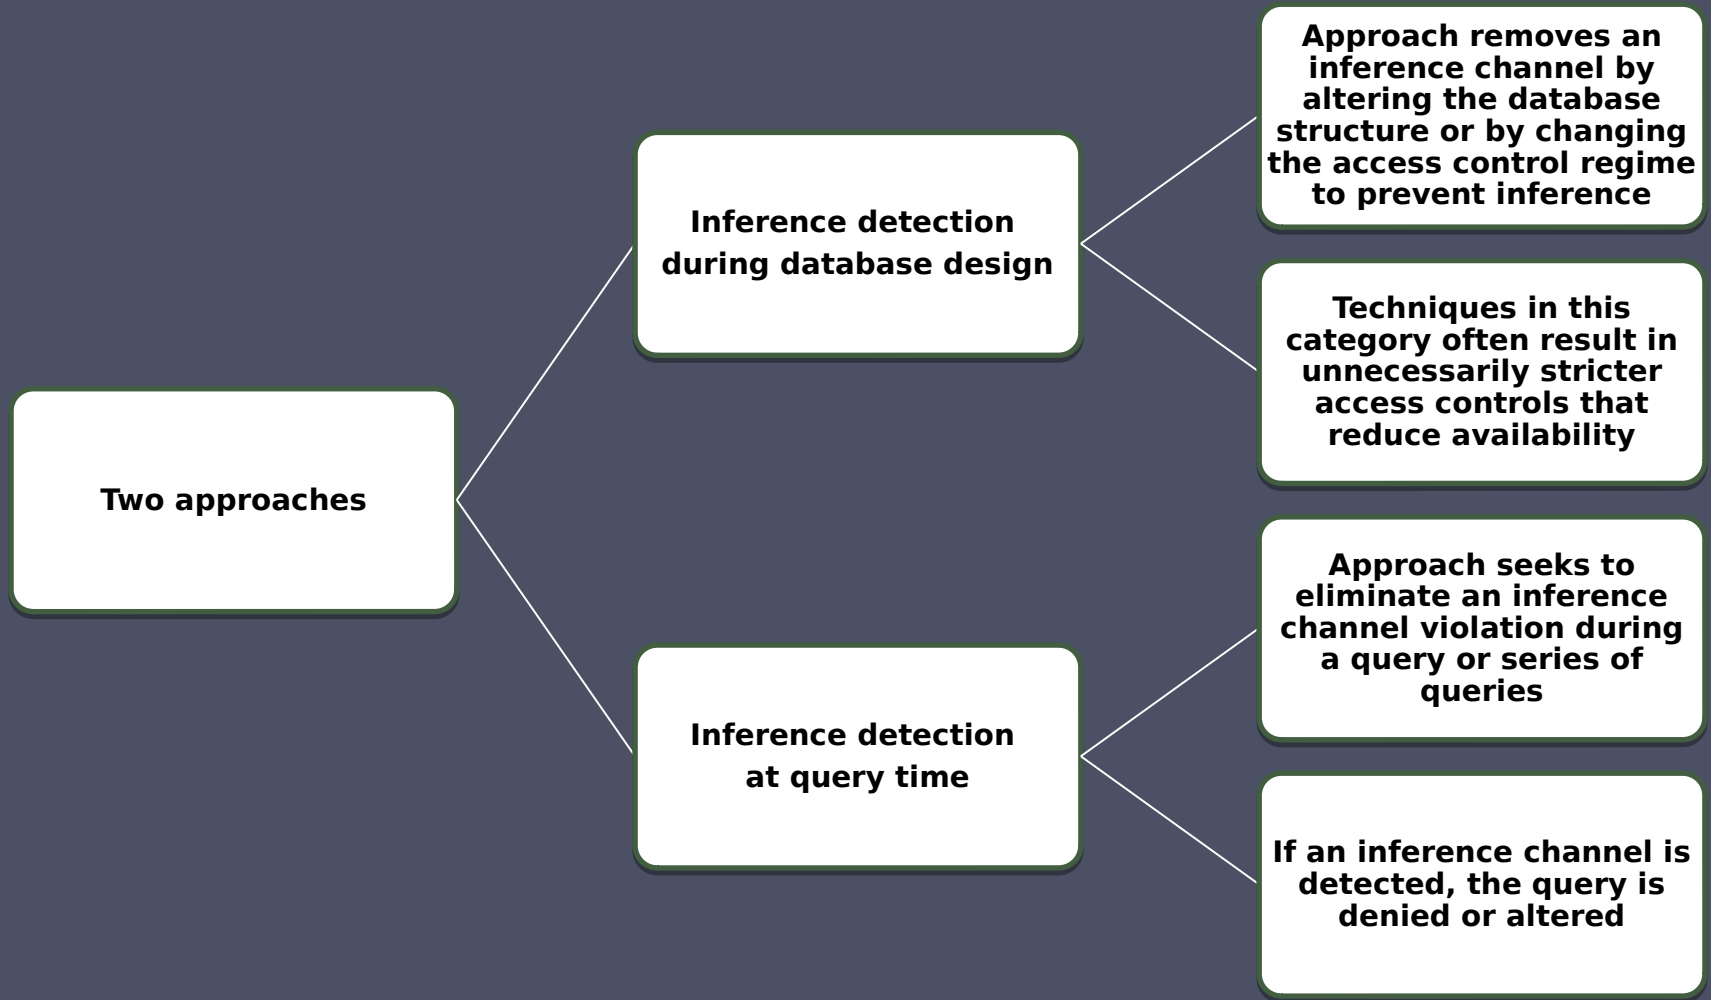 Two approaches
Inference detection
during database design
Approach removes an
inference channel by
altering the database
structure or by changing
the access control regime
to prevent inference
Techniques in this
category often result in
unnecessarily stricter
access controls that
reduce availability
Inference detection
at query time
Approach seeks to
eliminate an inference
channel violation during
a query or series of
queries
If an inference channel is
detected, the query is
denied or altered